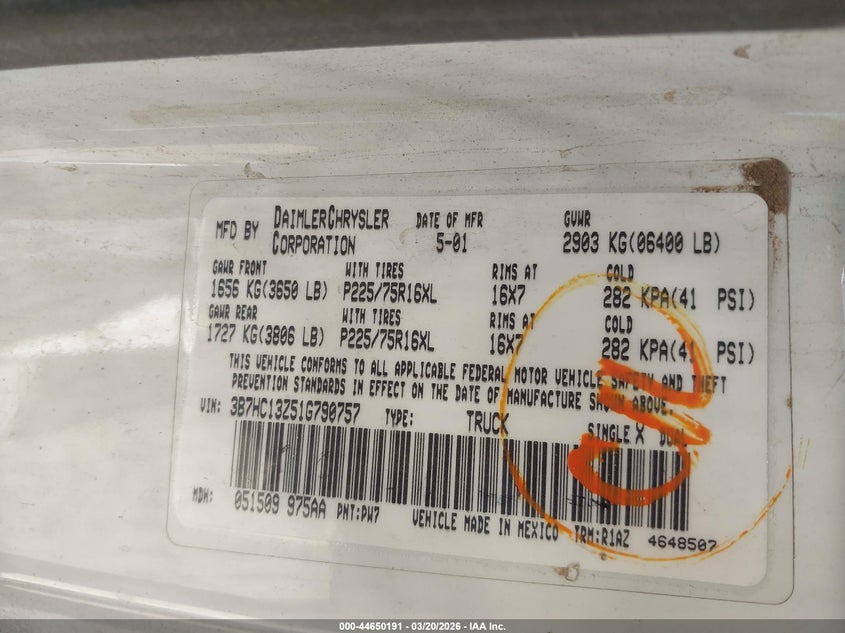 MFD BY DAIMLERCHRYSLER CORPORATION DATE OF MFR 5-01 GVWR 2903 KG(06400 LB)
GAWR FRONT WITH TIRES RIMS AT COLD
1656 KG(3650 LB) P225/75R16XL 16X7 282 KPA(41 PSI)
GAWR REAR WITH TIRES RIMS AT COLD
1727 KG(3806 LB) P225/75R16XL 16X7 282 KPA(41 PSI)
THIS VEHICLE CONFORMS TO ALL APPLICABLE FEDERAL MOTOR VEHICLE SAFETY AND THEFT
PREVENTION STANDARDS IN EFFECT ON THE DATE OF MANUFACTURE SHOWN ABOVE.
VIN: 3B7HC13Z51G790757 TYPE: TRUCK SINGLE X DUAL
MDH: 051509 975AA PNT:PW7 VEHICLE MADE IN MEXICO TRM:R1AZ 4648507
000-44650191 - 03/20/2026 - IAA Inc.